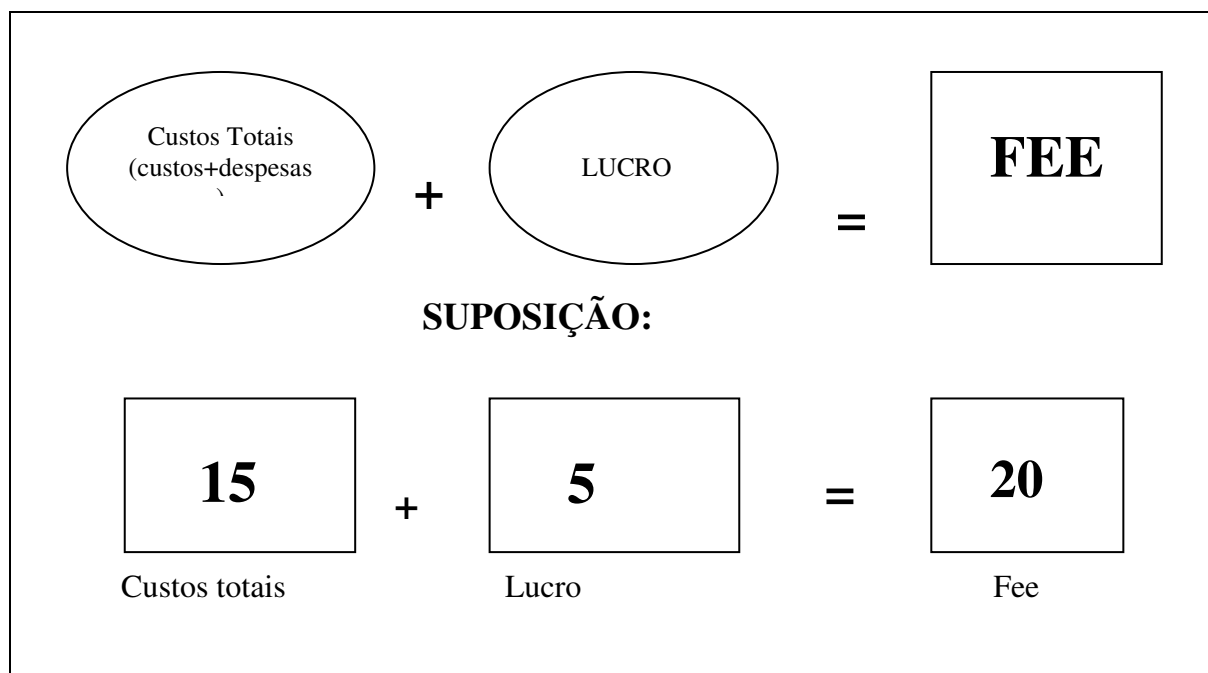 Custos Totais
(custos+despesas
)
+
LUCRO
=
FEE
SUPOSIÇÃO:
15
+
5
=
20
Custos totais
Lucro
Fee